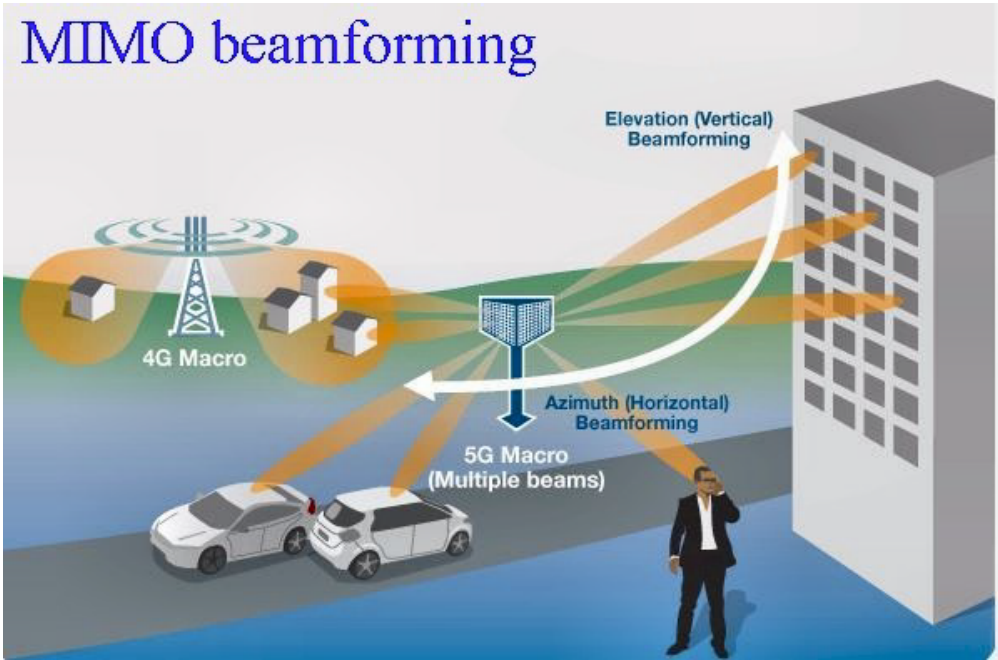 MIMO beamforming
Elevation (Vertical)
Beamforming
4G Macro
Azimuth (Horizontal)
Beamforming
5G Macro
(Multiple beams)